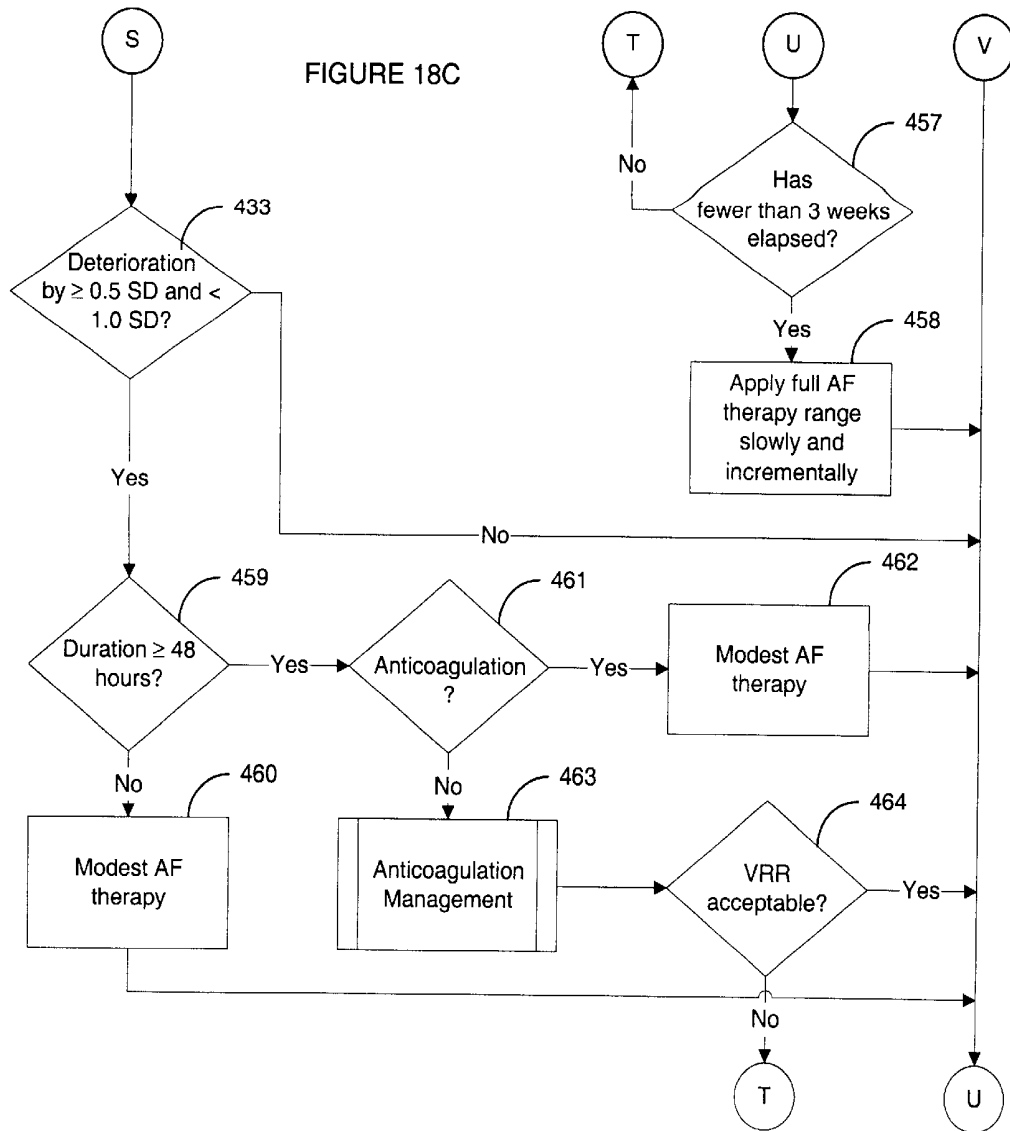 S
T
U
V
FIGURE 18C
457
No
Has
fewer than 3 weeks
elapsed?
433
Deterioration
by ≥ 0.5 SD and <
1.0 SD?
Yes
458
Apply full AF
therapy range
slowly and
incrementally
Yes
No
459
Duration ≥ 48
hours?
Yes
461
Anticoagulation
?
Yes
462
Modest AF
therapy
No
460
Modest AF
therapy
No
463
Anticoagulation
Management
464
VRR
acceptable?
Yes
No
T
U